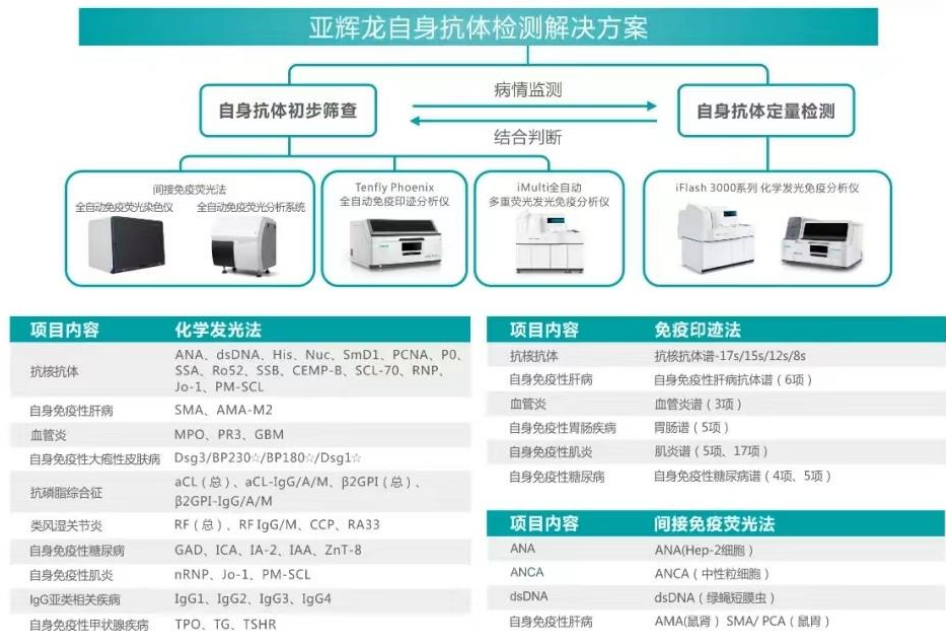 亚辉龙自身抗体检测解决方案
自身抗体初步筛查
病情监测
结合判断
自身抗体定量检测
间接免疫荧光法
全自动免疫荧光染色仪
全自动免疫荧光分析系统
Tenfly Phoenix
全自动免疫印迹分析仪
iMulti全自动
多重荧光发光免疫分析仪
iFlash 3000系列 化学发光免疫分析仪
项目内容 化学发光法
抗核抗体
ANA、dsDNA、His、Nuc、SmD1、PCNA、P0、
SSA、Ro52、SSB、CEMP-B、SCL-70、RNP、
Jo-1、PM-SCL
自身免疫性肝病 SMA、AMA-M2
血管炎 MPO、PR3、GBM
自身免疫性大疱性皮肤病 Dsg3/BP230☆/BP180☆/Dsg1☆
抗磷脂综合征
aCL（总）、aCL-IgG/A/M、β2GPI（总）、
β2GPI-IgG/A/M
类风湿关节炎 RF（总）、RF IgG/M、CCP、RA33
自身免疫性糖尿病 GAD、ICA、IA-2、IAA、ZnT-8
自身免疫性肌炎 nRNP、Jo-1、PM-SCL
IgG亚类相关疾病 IgG1、IgG2、IgG3、IgG4
自身免疫性甲状腺疾病 TPO、TG、TSHR
项目内容 免疫印迹法
抗核抗体 抗核抗体谱-17s/15s/12s/8s
自身免疫性肝病 自身免疫性肝病抗体谱（6项）
血管炎 血管炎谱（3项）
自身免疫性胃肠疾病 胃肠谱（5项）
自身免疫性肌炎 肌炎谱（5项、17项）
自身免疫性糖尿病 自身免疫性糖尿病谱（4项、5项）
项目内容 间接免疫荧光法
ANA ANA(Hep-2细胞）
ANCA ANCA（中性粒细胞）
dsDNA dsDNA（绿蝇短膜虫）
自身免疫性肝病 AMA(鼠肾） SMA/ PCA（鼠胃）